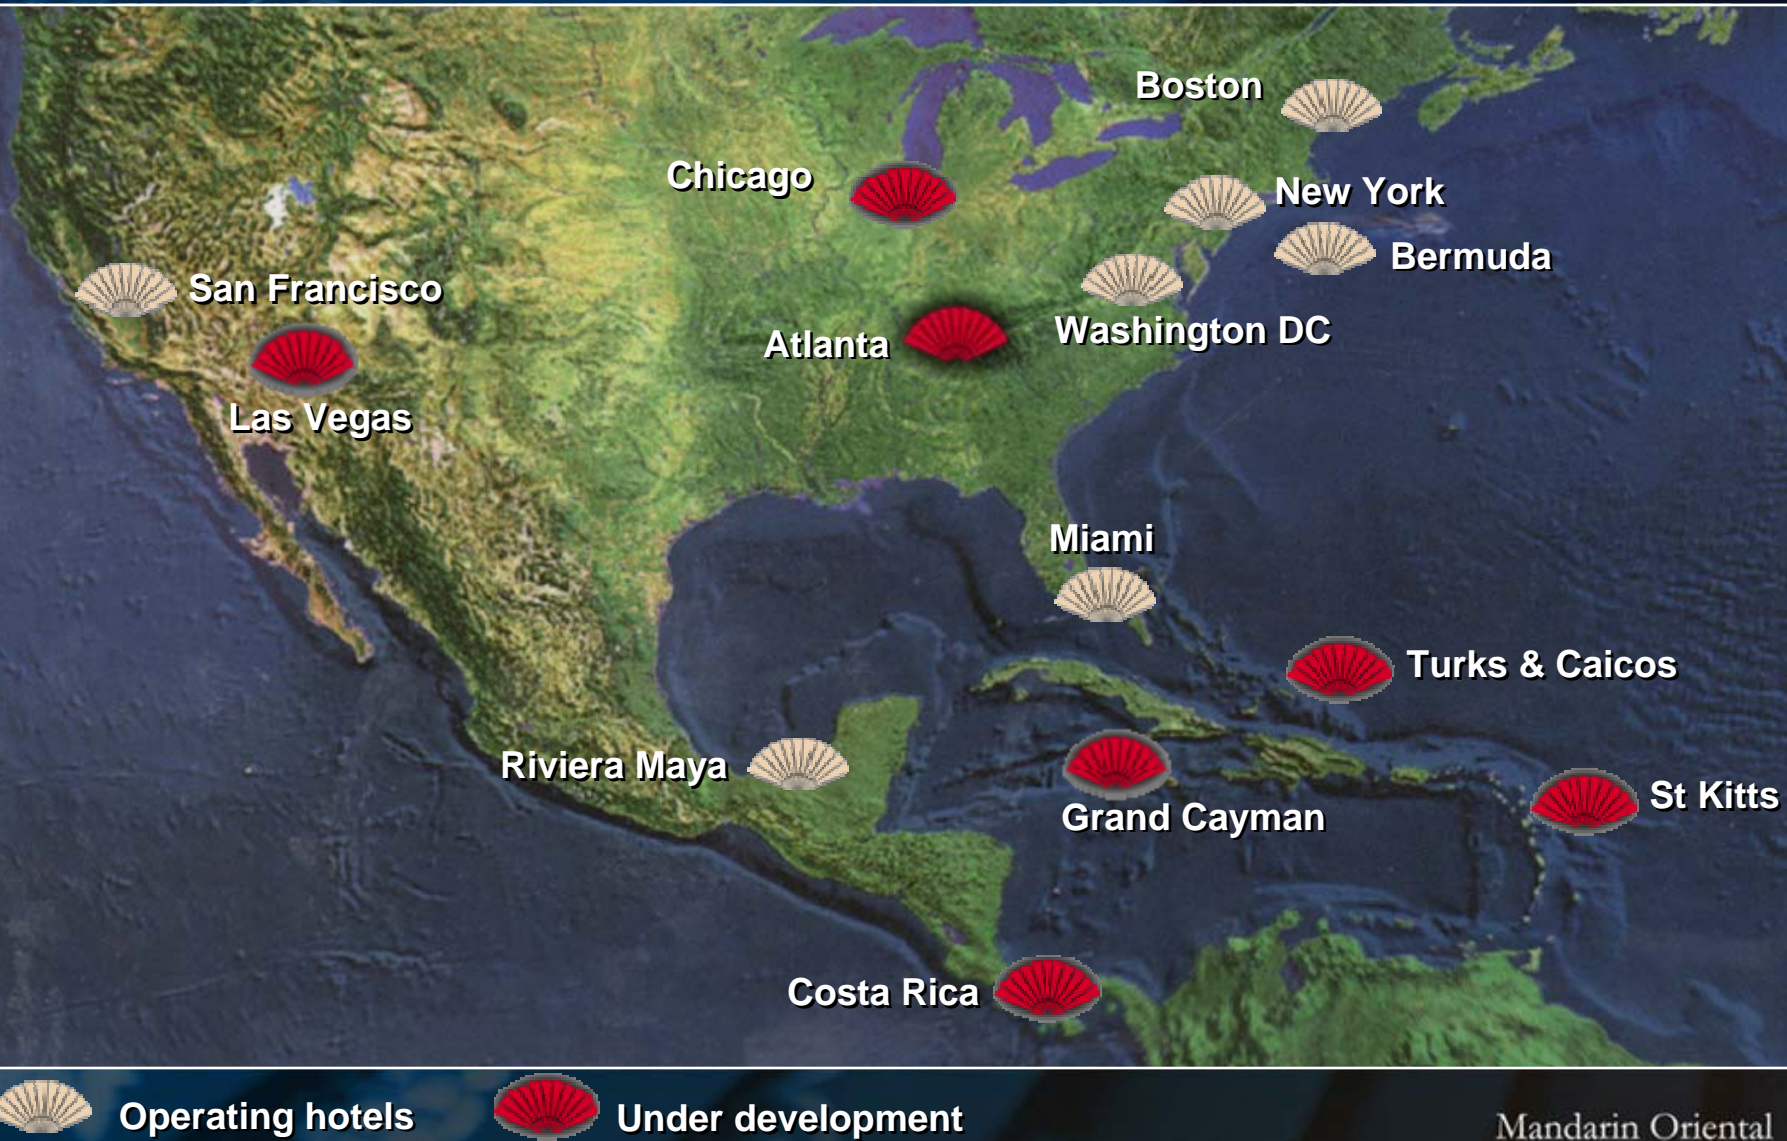 Boston
Chicago
New York
Bermuda
San Francisco
Washington DC
Atlanta
Las Vegas
Miami
Turks & Caicos
Riviera Maya
St Kitts
Grand Cayman
Costa Rica
Operating hotels
Under development
Mandarin Oriental